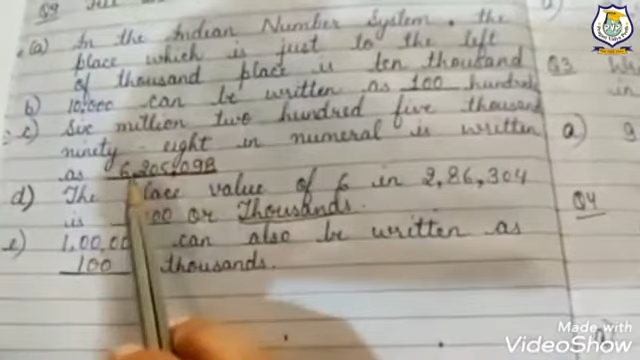 Q9
(a) In the Indian Number System, the
place which is just to the left
of thousand place is ten thousand
b) 10,000 can be written as 100 hundreds
c) Six million two hundred five thousand
ninety-eight in numeral is written
as 6,205,098
d) The place value of 6 in 2,86,304
is 00 or Thousands.
e) 1,00,00 can also be written as
100 thousands.
Q3
in
a) 9
Q4
Made with
VideoShow